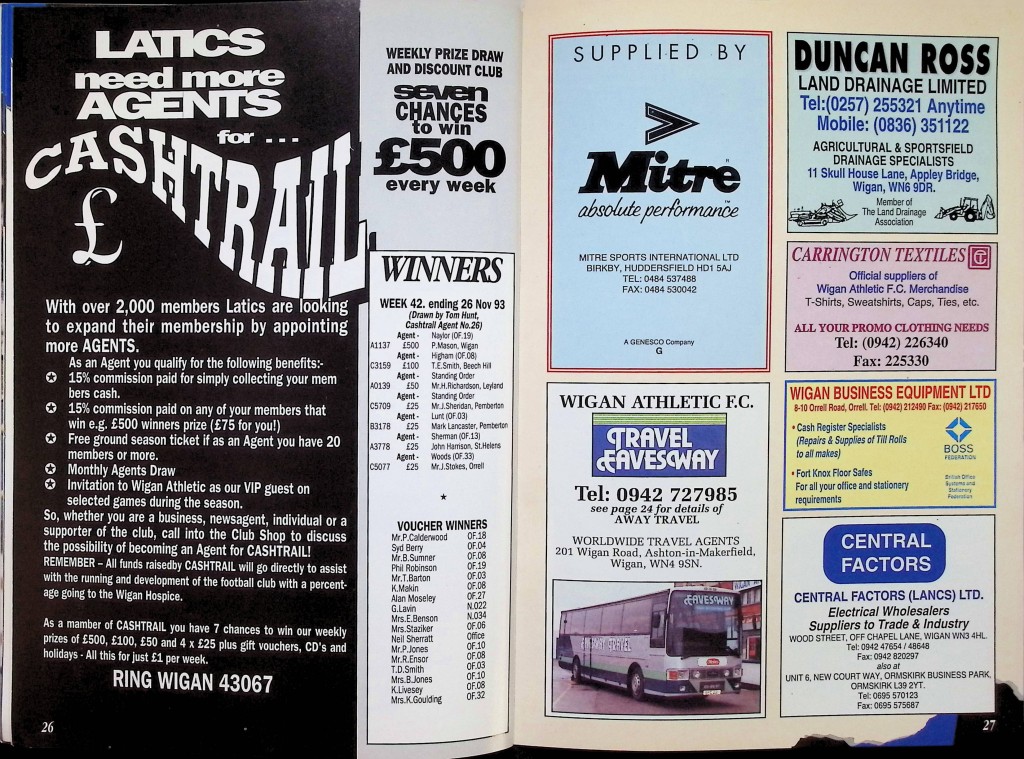 LATICS
need more
AGENTS
for ...
CASHTRAIL
£
With over 2,000 members Latics are looking
to expand their membership by appointing
more AGENTS.
As an Agent you qualify for the following benefits:-
15% commission paid for simply collecting your mem
bers cash.
15% commission paid on any of your members that
win e.g. £500 winners prize (£75 for you!)
Free ground season ticket if as an Agent you have 20
members or more.
Monthly Agents Draw
Invitation to Wigan Athletic as our VIP guest on
selected games during the season.
So, whether you are a business, newsagent, individual or a
supporter of the club, call into the Club Shop to discuss
the possibility of becoming an Agent for CASHTRAIL!
REMEMBER – All funds raisedby CASHTRAIL will go directly to assist
with the running and development of the football club with a percent-
age going to the Wigan Hospice.
As a mamber of CASHTRAIL you have 7 chances to win our weekly
prizes of £500, £100, £50 and 4 x £25 plus gift vouchers, CD's and
holidays - All this for just £1 per week.
RING WIGAN 43067
26
WEEKLY PRIZE DRAW
AND DISCOUNT CLUB
seven
CHANCES
to win
£500
every week
WINNERS
WEEK 42. ending 26 Nov 93
(Drawn by Tom Hunt,
Cashtrail Agent No.26)
Agent - Naylor (OF.19)
A1137 £500 P.Mason, Wigan
Agent - Higham (OF.08)
C3159 £100 T.E.Smith, Beech Hill
Agent - Standing Order
A0139 £50 Mr.H.Richardson, Leyland
Agent - Standing Order
C5709 £25 Mr.J.Sheridan, Pemberton
Agent - Lunt (OF.03)
B3178 £25 Mark Lancaster, Pemberton
Agent - Sherman (OF.13)
A3778 £25 John Harrison, St.Helens
Agent - Woods (OF.33)
C5077 £25 Mr.J.Stokes, Orrell
VOUCHER WINNERS
Mr.P.Calderwood OF.18
Syd Berry OF.04
Mr.B.Sumner OF.08
Phil Robinson OF.19
Mr.T.Barton OF.03
K.Makin OF.08
Alan Moseley OF.27
G.Lavin N.022
Mrs.E.Benson N.034
Mrs.Staziker OF.06
Neil Sherratt Office
Mr.P.Jones OF.10
Mr.R.Ensor OF.08
T.D.Smith OF.03
Mrs.B.Jones OF.10
K.Livesey OF.08
Mrs.K.Goulding OF.32
SUPPLIED BY
Mitre
absolute performance™
MITRE SPORTS INTERNATIONAL LTD
BIRKBY, HUDDERSFIELD HD1 5AJ
TEL: 0484 537488
FAX: 0484 530042
A GENESCO Company
G
WIGAN ATHLETIC F.C.
TRAVEL
EAVESWAY
Tel: 0942 727985
see page 24 for details of
AWAY TRAVEL
WORLDWIDE TRAVEL AGENTS
201 Wigan Road, Ashton-in-Makerfield,
Wigan, WN4 9SN.
EAVESWAY
EAVESWAY TRAVEL
DUNCAN ROSS
LAND DRAINAGE LIMITED
Tel:(0257) 255321 Anytime
Mobile: (0836) 351122
AGRICULTURAL & SPORTSFIELD
DRAINAGE SPECIALISTS
11 Skull House Lane, Appley Bridge,
Wigan, WN6 9DR.
Member of
The Land Drainage
Association
CARRINGTON TEXTILES
Official suppliers of
Wigan Athletic F.C. Merchandise
T-Shirts, Sweatshirts, Caps, Ties, etc.
ALL YOUR PROMO CLOTHING NEEDS
Tel: (0942) 226340
Fax: 225330
WIGAN BUSINESS EQUIPMENT LTD
8-10 Orrell Road, Orrell. Tel: (0942) 212490 Fax: (0942) 217650
• Cash Register Specialists
(Repairs & Supplies of Till Rolls
to all makes)
• Fort Knox Floor Safes
For all your office and stationery
requirements
BOSS
FEDERATION
British Office
Systems and
Stationery
Federation
CENTRAL
FACTORS
CENTRAL FACTORS (LANCS) LTD.
Electrical Wholesalers
Suppliers to Trade & Industry
WOOD STREET, OFF CHAPEL LANE, WIGAN WN3 4HL.
Tel: 0942 47654 / 48648
Fax: 0942 820297
also at
UNIT 6, NEW COURT WAY, ORMSKIRK BUSINESS PARK,
ORMSKIRK L39 2YT.
Tel: 0695 570123
Fax: 0695 575687
27